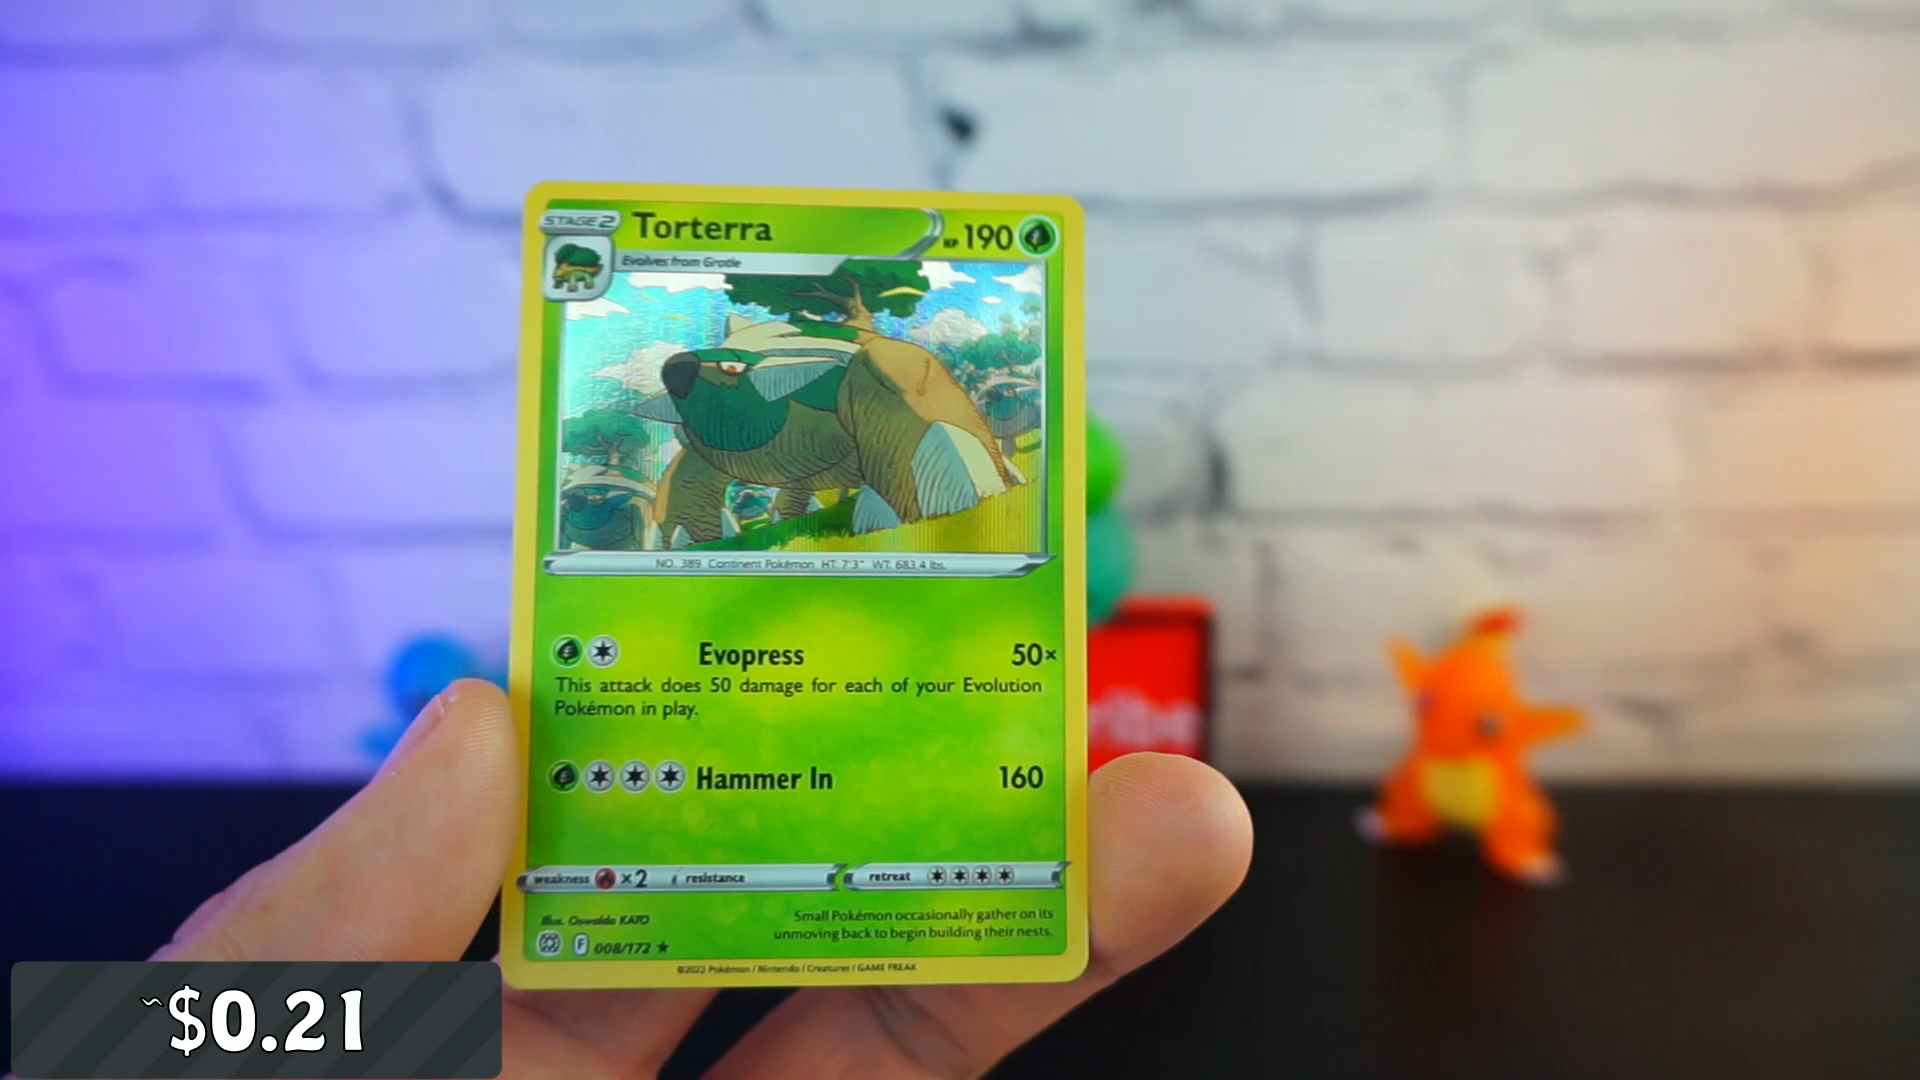 STAGE 2
Torterra
HP 190
Evolves from Grotle
NO. 389 Continent Pokémon HT: 7'3" WT: 683.4 lbs.
Evopress 50×
This attack does 50 damage for each of your Evolution
Pokémon in play.
Hammer In 160
weakness ×2 resistance retreat
Illus. Oswaldo KATO
Small Pokémon occasionally gather on its
unmoving back to begin building their nests.
F 008/172 ★
©2022 Pokémon / Nintendo / Creatures / GAME FREAK
ribe
~$0.21